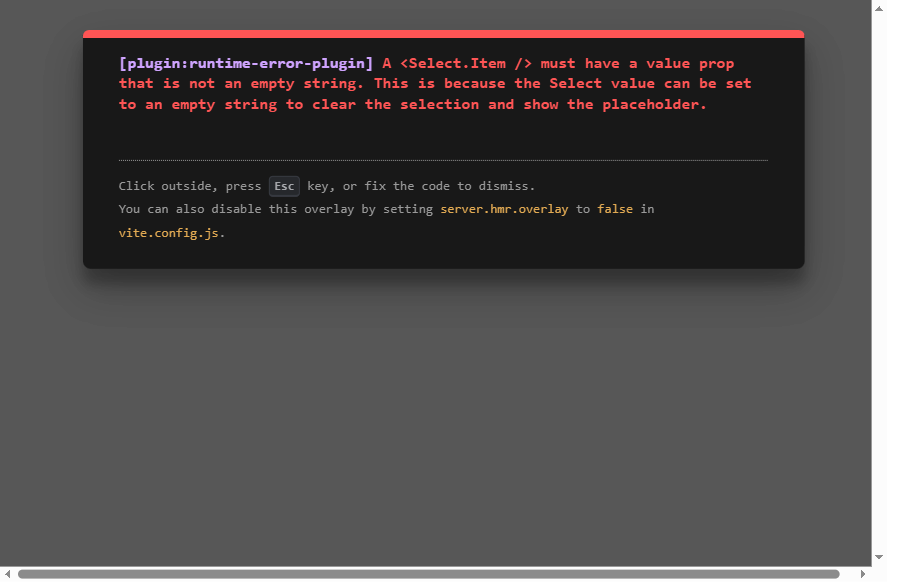 [plugin:runtime-error-plugin] A <Select.Item /> must have a value prop
that is not an empty string. This is because the Select value can be set
to an empty string to clear the selection and show the placeholder.
Click outside, press Esc key, or fix the code to dismiss.
You can also disable this overlay by setting server.hmr.overlay to false in
vite.config.js.